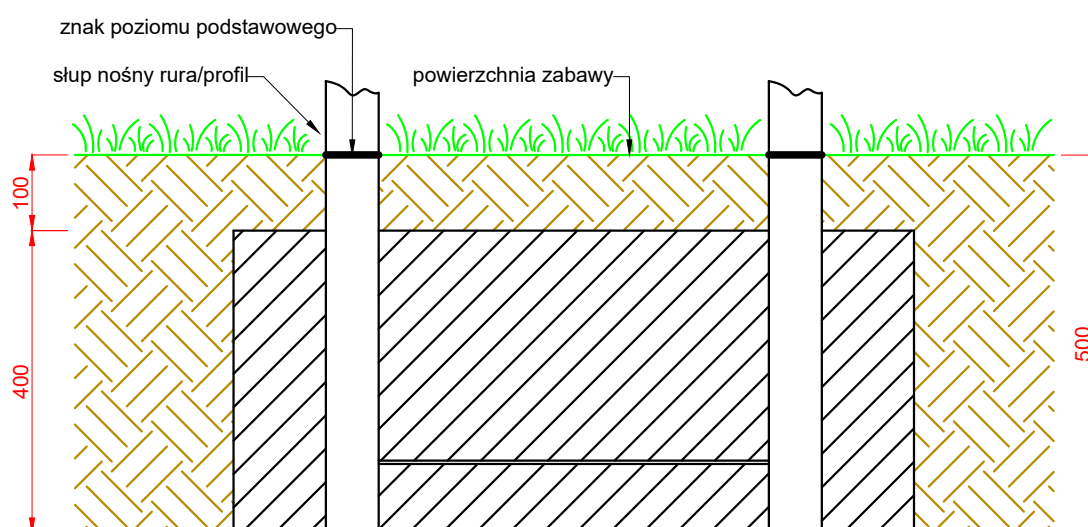 znak poziomu podstawowego
słup nośny rura/profil
powierzchnia zabawy
100
400
500